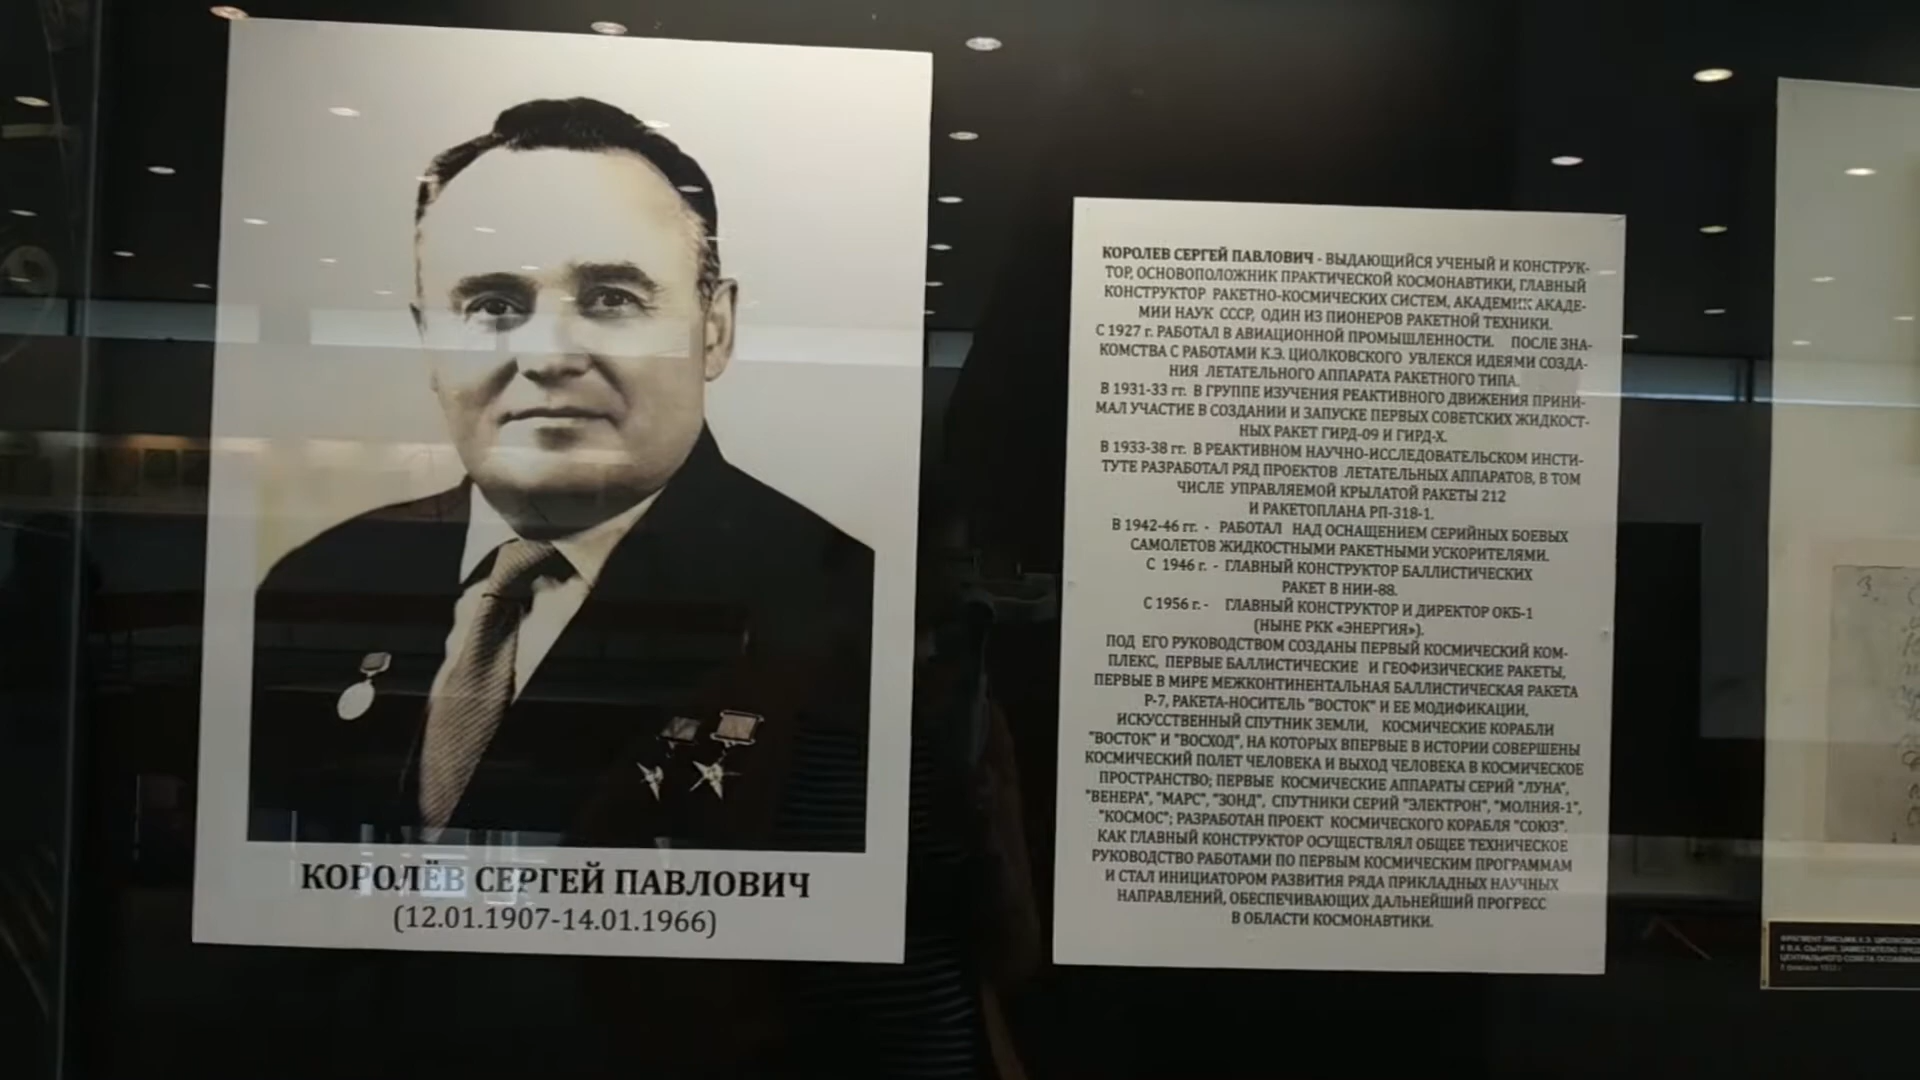 КОРОЛЁВ СЕРГЕЙ ПАВЛОВИЧ
(12.01.1907-14.01.1966)
КОРОЛЕВ СЕРГЕЙ ПАВЛОВИЧ - ВЫДАЮЩИЙСЯ УЧЕНЫЙ И КОНСТРУК-
ТОР, ОСНОВОПОЛОЖНИК ПРАКТИЧЕСКОЙ КОСМОНАВТИКИ, ГЛАВНЫЙ
КОНСТРУКТОР РАКЕТНО-КОСМИЧЕСКИХ СИСТЕМ, АКАДЕМИК АКАДЕ-
МИИ НАУК СССР, ОДИН ИЗ ПИОНЕРОВ РАКЕТНОЙ ТЕХНИКИ.
С 1927 г. РАБОТАЛ В АВИАЦИОННОЙ ПРОМЫШЛЕННОСТИ. ПОСЛЕ ЗНА-
КОМСТВА С РАБОТАМИ К.Э. ЦИОЛКОВСКОГО УВЛЕКСЯ ИДЕЯМИ СОЗДА-
НИЯ ЛЕТАТЕЛЬНОГО АППАРАТА РАКЕТНОГО ТИПА.
В 1931-33 гг. В ГРУППЕ ИЗУЧЕНИЯ РЕАКТИВНОГО ДВИЖЕНИЯ ПРИНИ-
МАЛ УЧАСТИЕ В СОЗДАНИИ И ЗАПУСКЕ ПЕРВЫХ СОВЕТСКИХ ЖИДКОСТ-
НЫХ РАКЕТ ГИРД-09 И ГИРД-Х.
В 1933-38 гг. В РЕАКТИВНОМ НАУЧНО-ИССЛЕДОВАТЕЛЬСКОМ ИНСТИ-
ТУТЕ РАЗРАБОТАЛ РЯД ПРОЕКТОВ ЛЕТАТЕЛЬНЫХ АППАРАТОВ, В ТОМ
ЧИСЛЕ УПРАВЛЯЕМОЙ КРЫЛАТОЙ РАКЕТЫ 212
И РАКЕТОПЛАНА РП-318-1.
В 1942-46 гг. - РАБОТАЛ НАД ОСНАЩЕНИЕМ СЕРИЙНЫХ БОЕВЫХ
САМОЛЕТОВ ЖИДКОСТНЫМИ РАКЕТНЫМИ УСКОРИТЕЛЯМИ.
С 1946 г. - ГЛАВНЫЙ КОНСТРУКТОР БАЛЛИСТИЧЕСКИХ
РАКЕТ В НИИ-88.
С 1956 г. - ГЛАВНЫЙ КОНСТРУКТОР И ДИРЕКТОР ОКБ-1
(НЫНЕ РКК «ЭНЕРГИЯ»).
ПОД ЕГО РУКОВОДСТВОМ СОЗДАНЫ ПЕРВЫЙ КОСМИЧЕСКИЙ КОМ-
ПЛЕКС, ПЕРВЫЕ БАЛЛИСТИЧЕСКИЕ И ГЕОФИЗИЧЕСКИЕ РАКЕТЫ,
ПЕРВЫЕ В МИРЕ МЕЖКОНТИНЕНТАЛЬНАЯ БАЛЛИСТИЧЕСКАЯ РАКЕТА
Р-7, РАКЕТА-НОСИТЕЛЬ "ВОСТОК" И ЕЕ МОДИФИКАЦИИ,
ИСКУССТВЕННЫЙ СПУТНИК ЗЕМЛИ, КОСМИЧЕСКИЕ КОРАБЛИ
"ВОСТОК" И "ВОСХОД", НА КОТОРЫХ ВПЕРВЫЕ В ИСТОРИИ СОВЕРШЕНЫ
КОСМИЧЕСКИЙ ПОЛЕТ ЧЕЛОВЕКА И ВЫХОД ЧЕЛОВЕКА В КОСМИЧЕСКОЕ
ПРОСТРАНСТВО; ПЕРВЫЕ КОСМИЧЕСКИЕ АППАРАТЫ СЕРИЙ "ЛУНА",
"ВЕНЕРА", "МАРС", "ЗОНД", СПУТНИКИ СЕРИЙ "ЭЛЕКТРОН", "МОЛНИЯ-1",
"КОСМОС"; РАЗРАБОТАН ПРОЕКТ КОСМИЧЕСКОГО КОРАБЛЯ "СОЮЗ".
КАК ГЛАВНЫЙ КОНСТРУКТОР ОСУЩЕСТВЛЯЛ ОБЩЕЕ ТЕХНИЧЕСКОЕ
РУКОВОДСТВО РАБОТАМИ ПО ПЕРВЫМ КОСМИЧЕСКИМ ПРОГРАММАМ
И СТАЛ ИНИЦИАТОРОМ РАЗВИТИЯ РЯДА ПРИКЛАДНЫХ НАУЧНЫХ
НАПРАВЛЕНИЙ, ОБЕСПЕЧИВАЮЩИХ ДАЛЬНЕЙШИЙ ПРОГРЕСС
В ОБЛАСТИ КОСМОНАВТИКИ.
ФРАГМЕНТ ПИСЬМА К.Э.